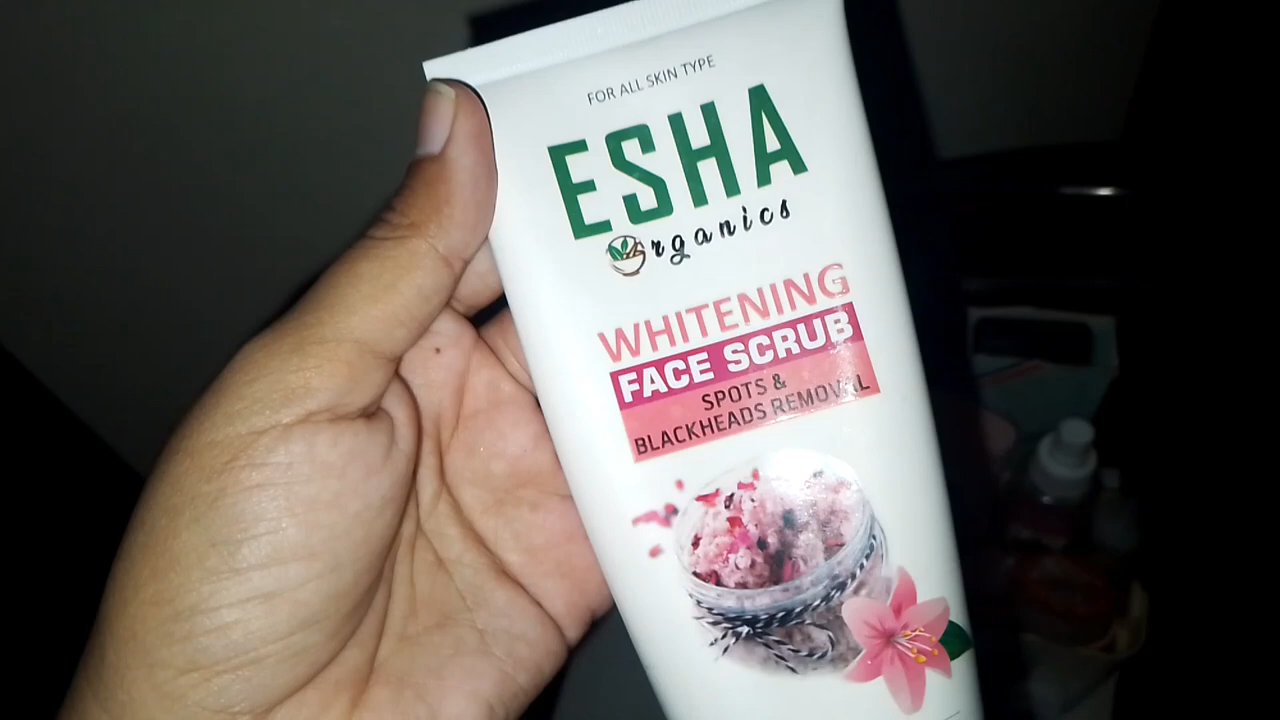 FOR ALL SKIN TYPE
ESHA
Organics
WHITENING
FACE SCRUB
SPOTS &
BLACKHEADS REMOVAL